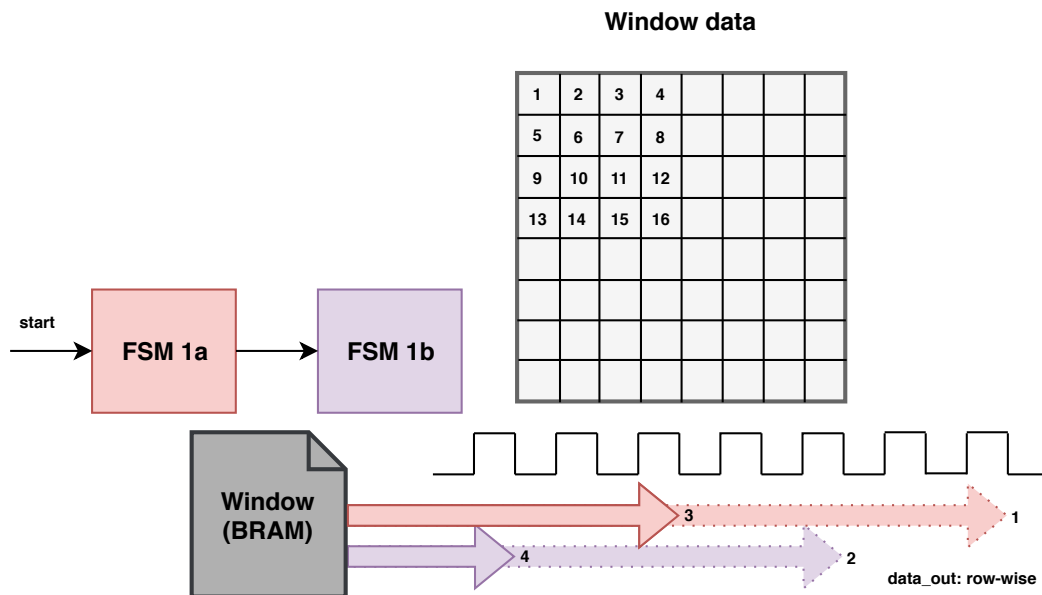 Window data
1 2 3 4
5 6 7 8
9 10 11 12
13 14 15 16
start
FSM 1a
FSM 1b
Window
(BRAM)
3
1
4
2
data_out: row-wise